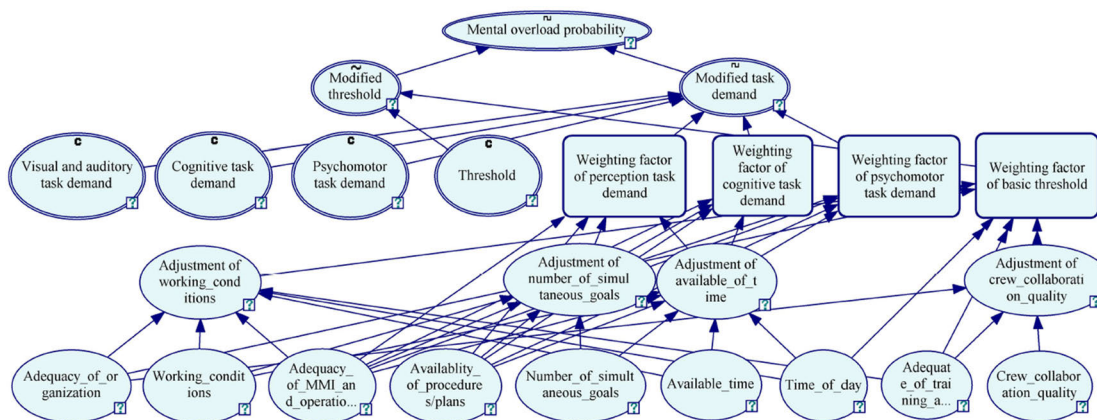 Mental overload probability
Modified
threshold
Modified task
demand
Visual and auditory
task demand
Cognitive task
demand
Psychomotor
task demand
Threshold
Weighting factor
of perception task
demand
Weighting
factor of
cognitive task
demand
Weighting factor
of psychomotor
task demand
Weighting factor
of basic threshold
Adjustment of
working_cond
itions
Adjustment of
number_of_simul
taneous_goals
Adjustment of
available_of_t
ime
Adjustment of
crew_collaborati
on_quality
Adequacy_of_or
ganization
Working_condi
tions
Adequacy_
of_MMI_an
d_operatio...
Availablity_
of_procedure
s/plans
Number_of_simult
aneous_goals
Available_time
Time_of_day
Adequat
e_of_trai
ning_a...
Crew_collabor
ation_quality